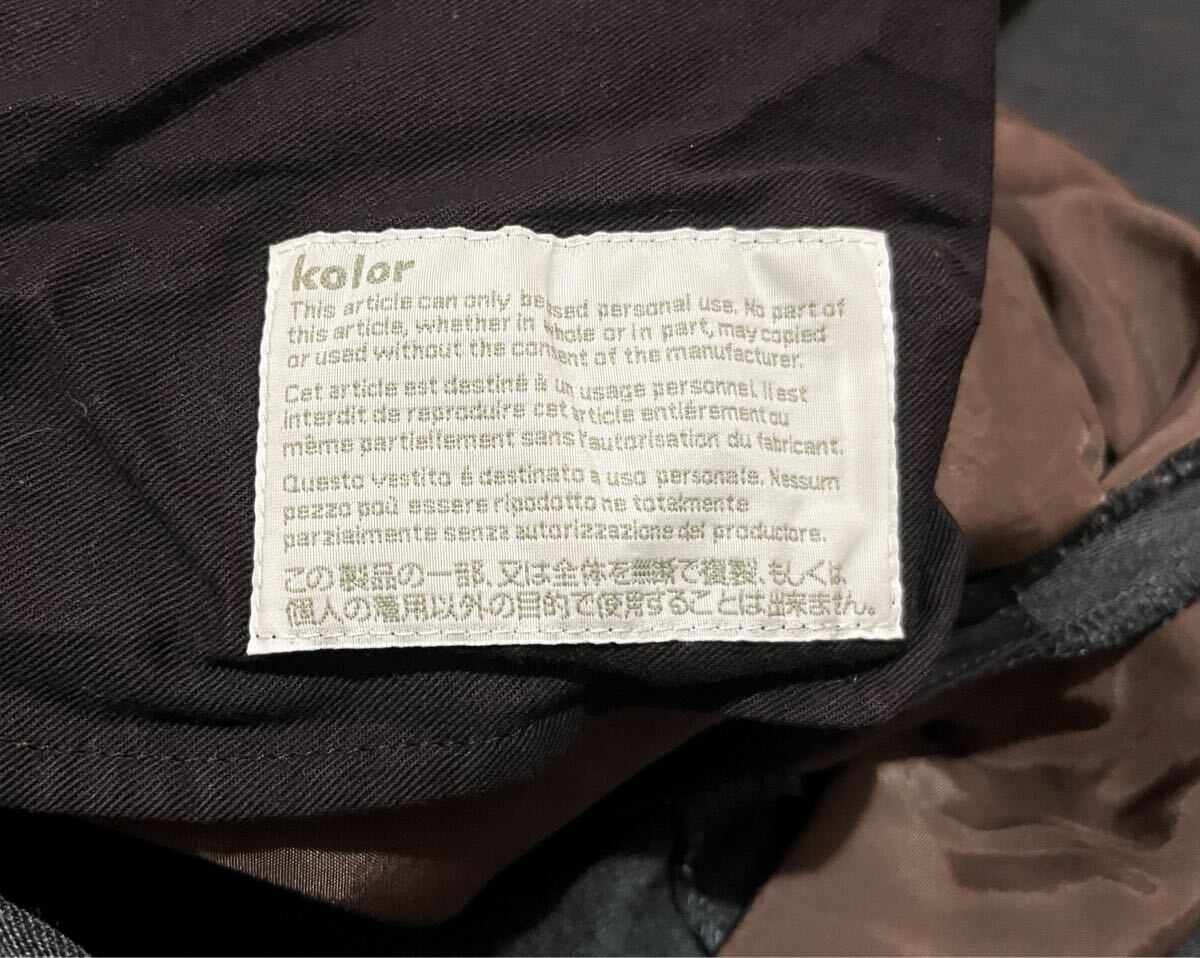 kolor
This article can only be used personal use. No part of
this article, whether in whole or in part, may copied
or used without the consent of the manufacturer.
Cet article est destiné à un usage personnel. Il est
interdit de reproduire cet article entiérement ou
même partiellement sans l'autorisation du fabricant.
Questo vestito é destinato a uso personale. Nessum
pezzo poù essere ripodotto ne totalmente
parzialmente senza autorizzazione del productore.
この製品の一部、又は全体を無断で複製、もしくは
個人の着用以外の目的で使用することは出来ません。